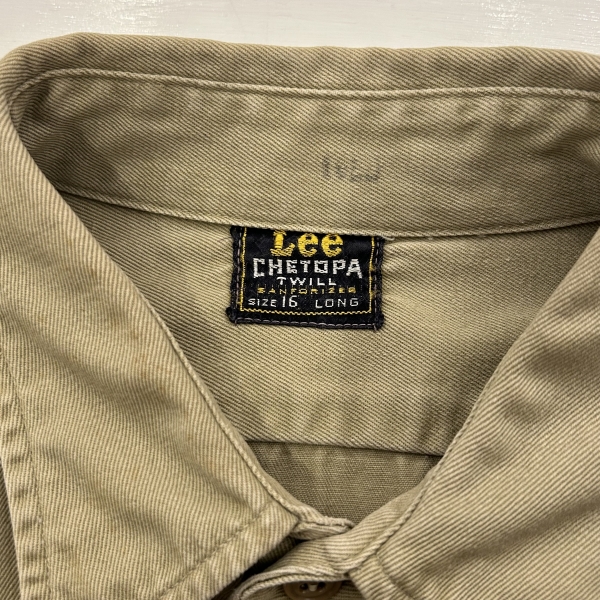 Lee
CHETOPA
TWILL
SANFORIZED
SIZE 16 LONG